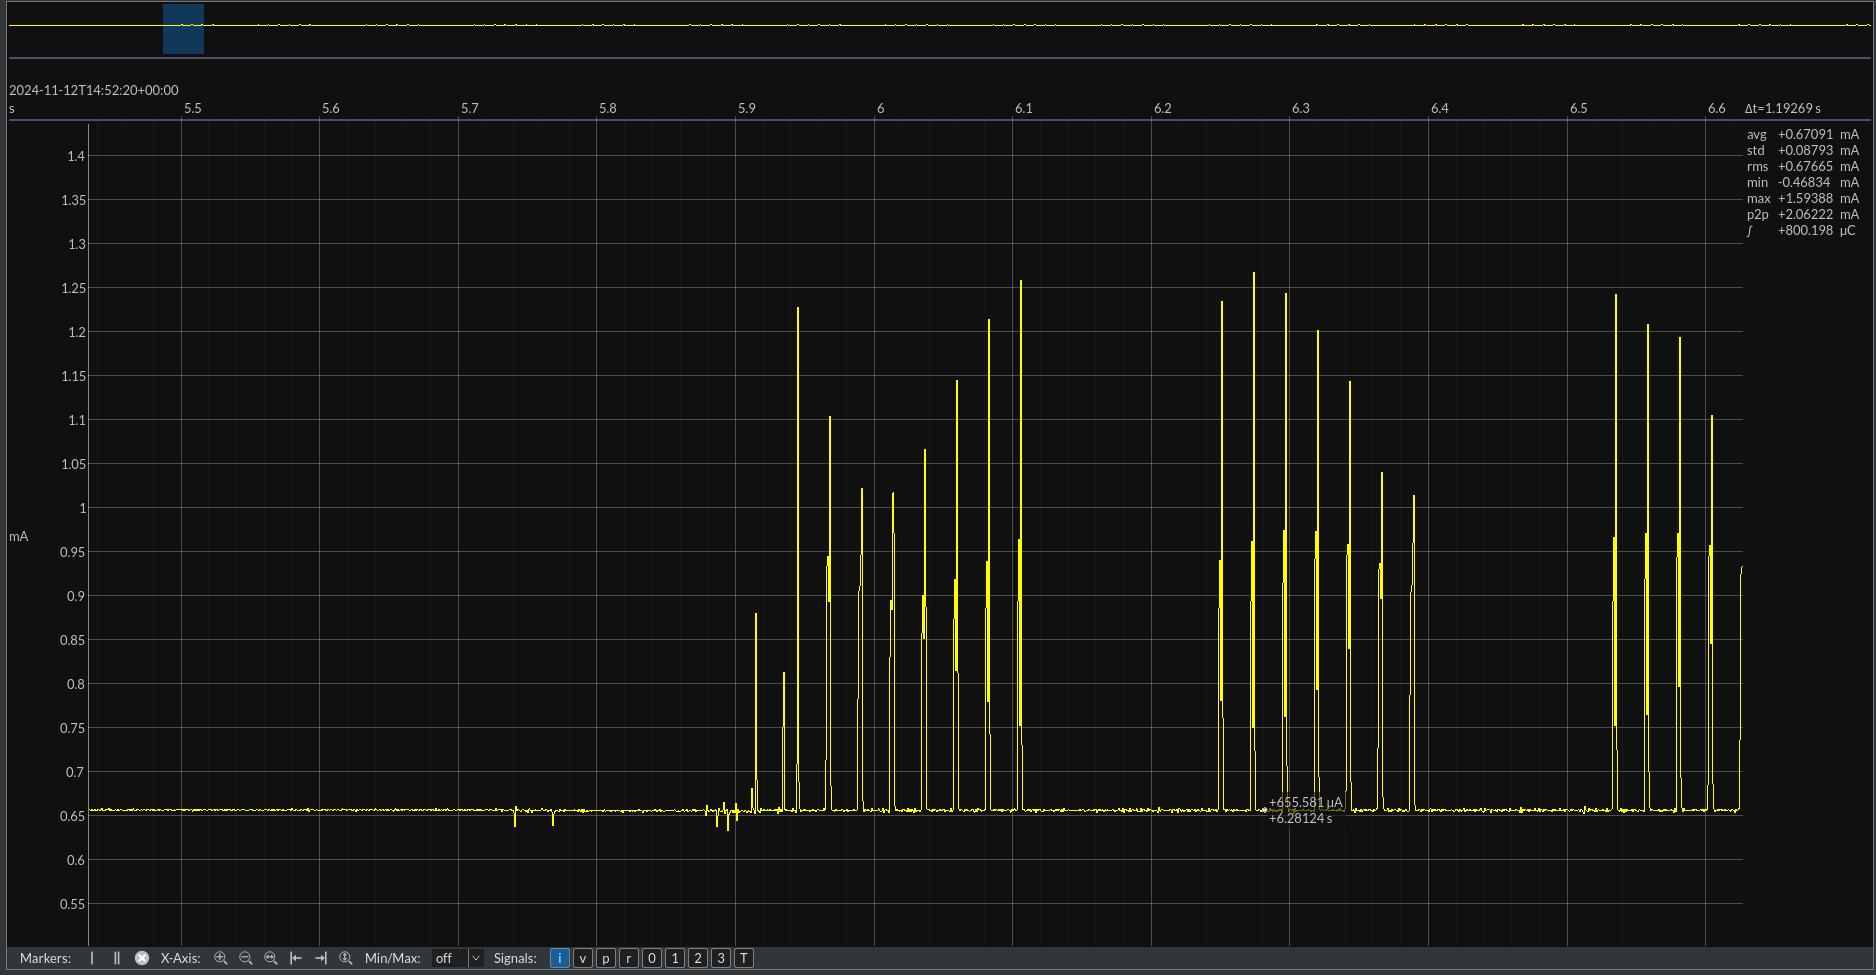 2024-11-12T14:52:20+00:00
s 5.5 5.6 5.7 5.8 5.9 6 6.1 6.2 6.3 6.4 6.5 6.6 Δt=1.19269 s
avg +0.67091 mA
std +0.08793 mA
rms +0.67665 mA
min -0.46834 mA
max +1.59388 mA
p2p +2.06222 mA
∫ +800.198 µC
1.4
1.35
1.3
1.25
1.2
1.15
1.1
1.05
1
0.95
mA
0.9
0.85
0.8
0.75
0.7
0.65
0.6
0.55
+655.581 µA
+6.28124 s
Markers: X-Axis: Min/Max: off Signals: i v p r 0 1 2 3 T